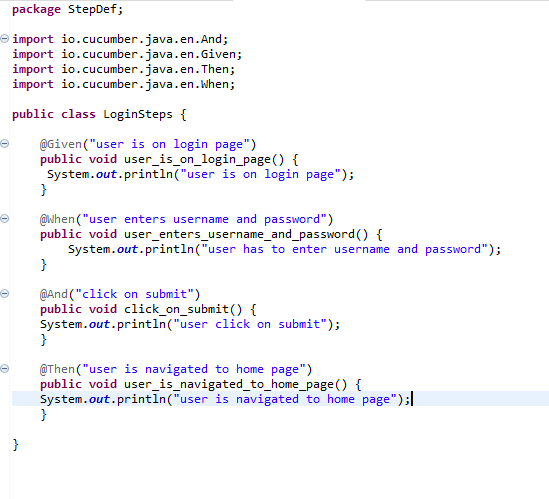 package StepDef;
import io.cucumber.java.en.And;
import io.cucumber.java.en.Given;
import io.cucumber.java.en.Then;
import io.cucumber.java.en.When;
public class LoginSteps {
@Given("user is on login page")
public void user_is_on_login_page() {
System.out.println("user is on login page");
}
@When("user enters username and password")
public void user_enters_username_and_password() {
System.out.println("user has to enter username and password");
}
@And("click on submit")
public void click_on_submit() {
System.out.println("user click on submit");
}
@Then("user is navigated to home page")
public void user_is_navigated_to_home_page() {
System.out.println("user is navigated to home page");
}
}